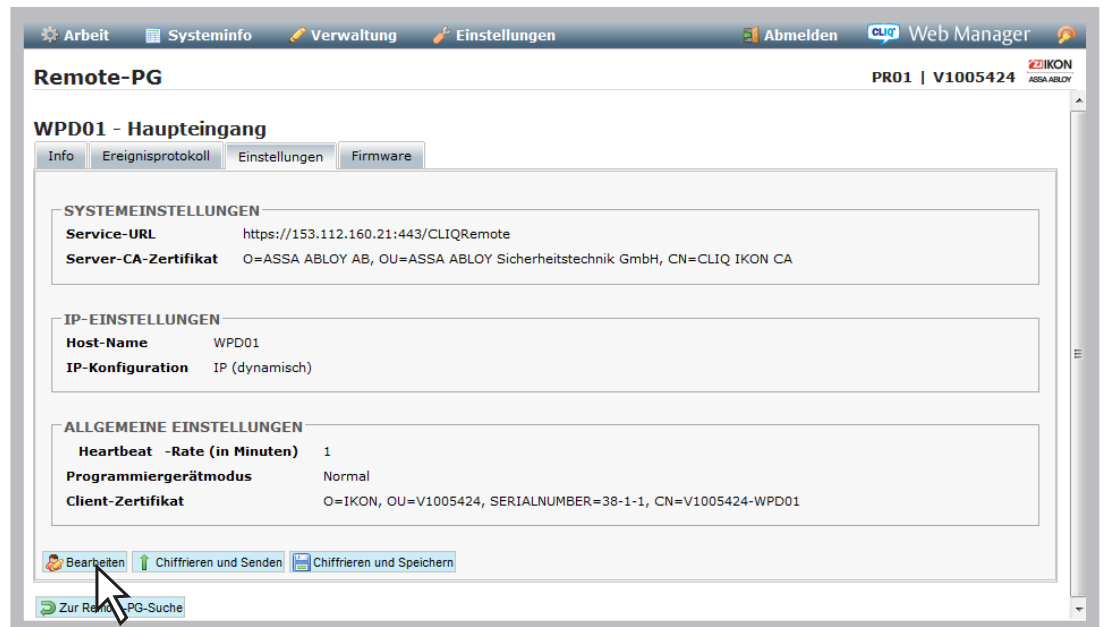 Arbeit Systeminfo Verwaltung Einstellungen Abmelden CLIQ Web Manager
Remote-PG PR01 | V1005424 IKON
ASSA ABLOY
WPD01 - Haupteingang
Info Ereignisprotokoll Einstellungen Firmware
SYSTEMEINSTELLUNGEN
Service-URL https://153.112.160.21:443/CLIQRemote
Server-CA-Zertifikat O=ASSA ABLOY AB, OU=ASSA ABLOY Sicherheitstechnik GmbH, CN=CLIQ IKON CA
IP-EINSTELLUNGEN
Host-Name WPD01
IP-Konfiguration IP (dynamisch)
ALLGEMEINE EINSTELLUNGEN
Heartbeat -Rate (in Minuten) 1
Programmiergerätmodus Normal
Client-Zertifikat O=IKON, OU=V1005424, SERIALNUMBER=38-1-1, CN=V1005424-WPD01
Bearbeiten Chiffrieren und Senden Chiffrieren und Speichern
Zur Remote-PG-Suche